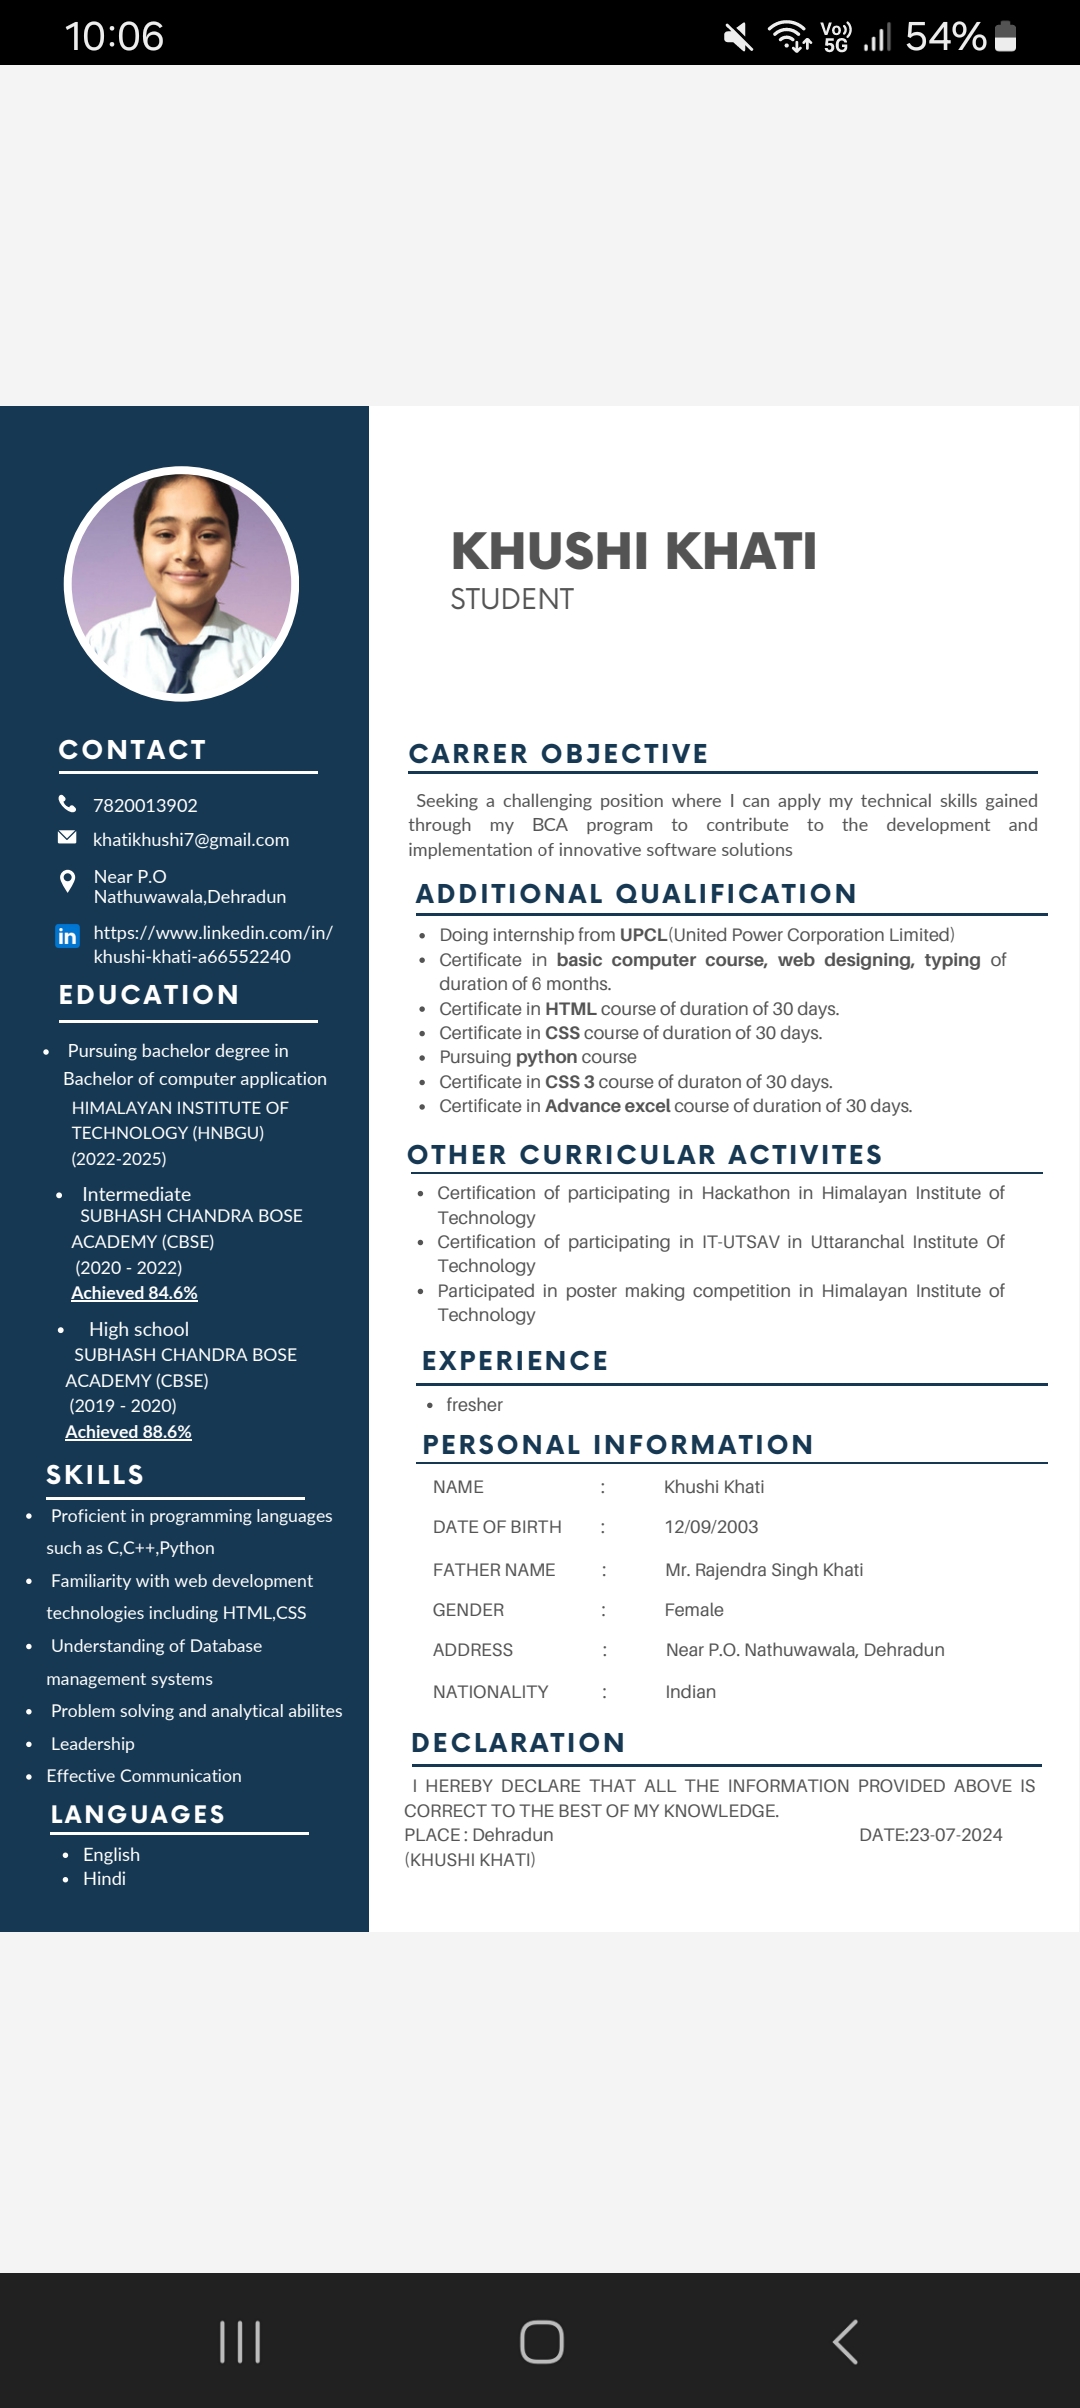 10:06
Vo)) 5G 54%
KHUSHI KHATI
STUDENT
CONTACT
7820013902
khatikhushi7@gmail.com
Near P.O
Nathuwawala,Dehradun
in https://www.linkedin.com/in/
khushi-khati-a66552240
EDUCATION
• Pursuing bachelor degree in
Bachelor of computer application
HIMALAYAN INSTITUTE OF
TECHNOLOGY (HNBGU)
(2022-2025)
• Intermediate
SUBHASH CHANDRA BOSE
ACADEMY (CBSE)
(2020 - 2022)
Achieved 84.6%
• High school
SUBHASH CHANDRA BOSE
ACADEMY (CBSE)
(2019 - 2020)
Achieved 88.6%
SKILLS
• Proficient in programming languages
such as C,C++,Python
• Familiarity with web development
technologies including HTML,CSS
• Understanding of Database
management systems
• Problem solving and analytical abilites
• Leadership
• Effective Communication
LANGUAGES
• English
• Hindi
CARRER OBJECTIVE
Seeking a challenging position where I can apply my technical skills gained
through my BCA program to contribute to the development and
implementation of innovative software solutions
ADDITIONAL QUALIFICATION
• Doing internship from UPCL(United Power Corporation Limited)
• Certificate in basic computer course, web designing, typing of
duration of 6 months.
• Certificate in HTML course of duration of 30 days.
• Certificate in CSS course of duration of 30 days.
• Pursuing python course
• Certificate in CSS 3 course of duraton of 30 days.
• Certificate in Advance excel course of duration of 30 days.
OTHER CURRICULAR ACTIVITES
• Certification of participating in Hackathon in Himalayan Institute of
Technology
• Certification of participating in IT-UTSAV in Uttaranchal Institute Of
Technology
• Participated in poster making competition in Himalayan Institute of
Technology
EXPERIENCE
• fresher
PERSONAL INFORMATION
NAME : Khushi Khati
DATE OF BIRTH : 12/09/2003
FATHER NAME : Mr. Rajendra Singh Khati
GENDER : Female
ADDRESS : Near P.O. Nathuwawala, Dehradun
NATIONALITY : Indian
DECLARATION
I HEREBY DECLARE THAT ALL THE INFORMATION PROVIDED ABOVE IS
CORRECT TO THE BEST OF MY KNOWLEDGE.
PLACE : Dehradun DATE:23-07-2024
(KHUSHI KHATI)